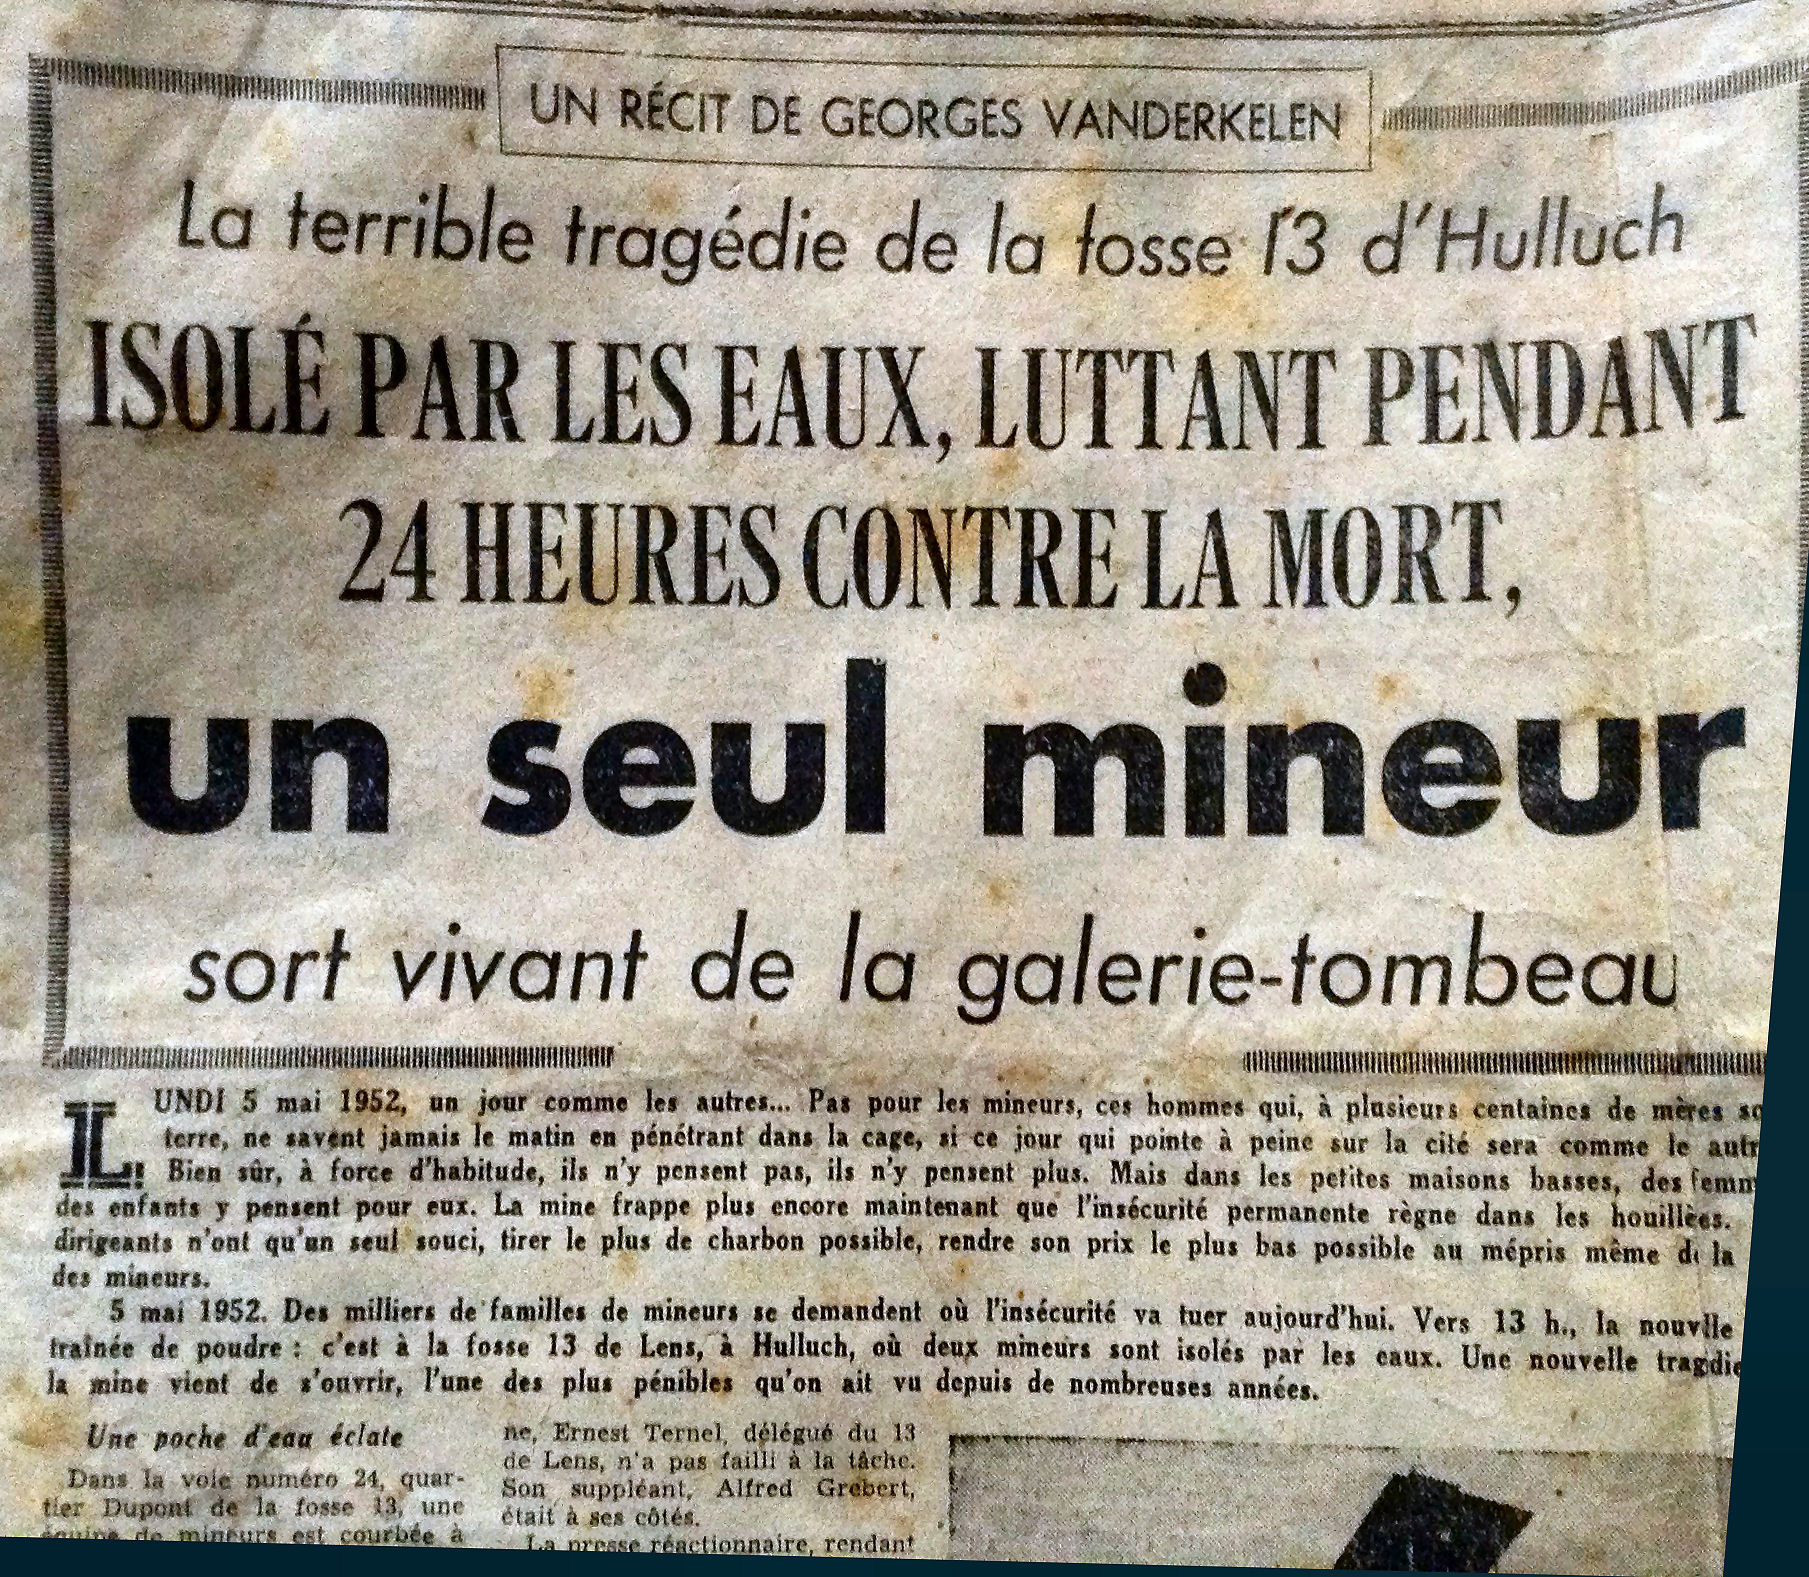 UN RÉCIT DE GEORGES VANDERKELEN
La terrible tragédie de la fosse 13 d'Hulluch
ISOLÉ PAR LES EAUX, LUTTANT PENDANT
24 HEURES CONTRE LA MORT,
un seul mineur
sort vivant de la galerie-tombeau
LUNDI 5 mai 1952, un jour comme les autres... Pas pour les mineurs, ces hommes qui, à plusieurs centaines de mères
terre, ne savent jamais le matin en pénétrant dans la cage, si ce jour qui pointe à peine sur la cité sera comme le
Bien sûr, à force d'habitude, ils n'y pensent pas, ils n'y pensent plus. Mais dans les petites maisons basses, des
des enfants y pensent pour eux. La mine frappe plus encore maintenant que l'insécurité permanente règne dans les houillères.
dirigeants n'ont qu'un seul souci, tirer le plus de charbon possible, rendre son prix le plus bas possible au mépris même de la
des mineurs.
5 mai 1952. Des milliers de familles de mineurs se demandent où l'insécurité va tuer aujourd'hui. Vers 13 h., la nouvlle
traînée de poudre : c'est à la fosse 13 de Lens, à Hulluch, où deux mineurs sont isolés par les eaux. Une nouvelle
la mine vient de s'ouvrir, l'une des plus pénibles qu'on ait vu depuis de nombreuses années.
Une poche d'eau éclate
Dans la voie numéro 24, quar-
tier Dupont de la fosse 13, une
équipe de mineurs est courbée à
ne, Ernest Ternel, délégué du 13
de Lens, n'a pas failli à la tâche.
Son suppléant, Alfred Grebert,
était à ses côtés.
La presse réactionnaire, rendant